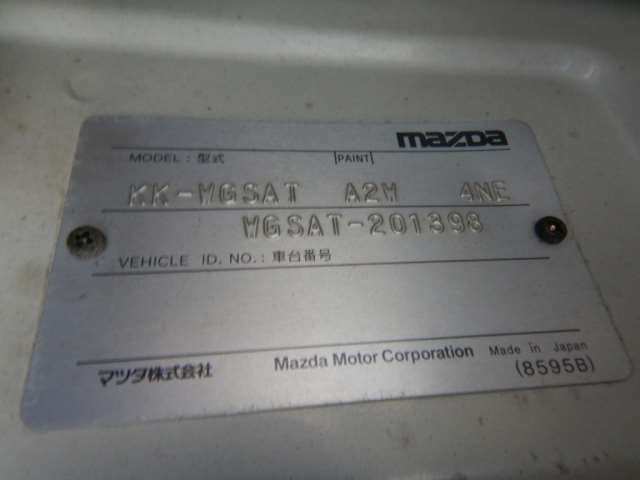 mazda
MODEL : 型式 PAINT
KK-WGSAT A2W 4NE
WGSAT-201398
VEHICLE ID. NO. : 車台番号
マツダ株式会社 Mazda Motor Corporation Made in Japan
(8595B)